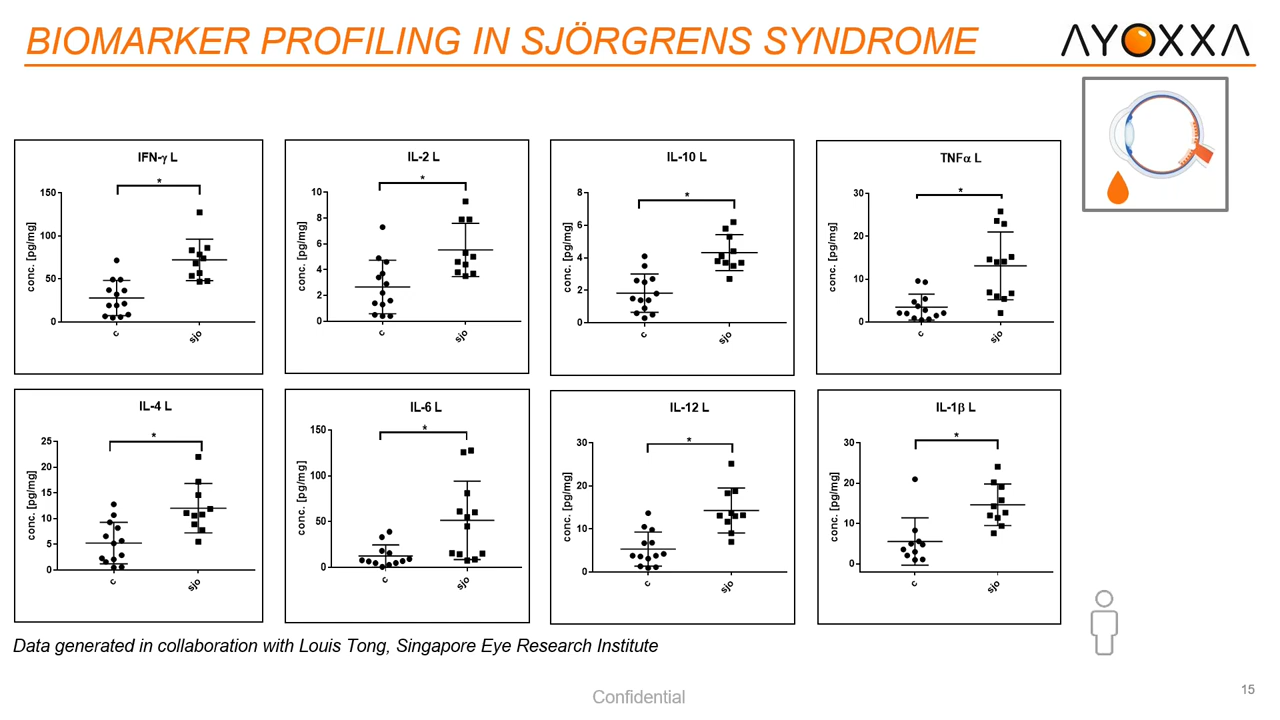 BIOMARKER PROFILING IN SJÖRGRENS SYNDROME
AYOXXA
IFN-γ L
*
conc. [pg/mg]
150
100
50
0
c
sjo
IL-2 L
*
conc. [pg/mg]
10
8
6
4
2
0
c
sjo
IL-10 L
*
conc. [pg/mg]
8
6
4
2
0
c
sjo
TNFα L
*
conc. [pg/mg]
30
20
10
0
c
sjo
IL-4 L
*
conc. [pg/mg]
25
20
15
10
5
0
c
sjo
IL-6 L
*
conc. [pg/mg]
150
100
50
0
c
sjo
IL-12 L
*
conc. [pg/mg]
30
20
10
0
c
sjo
IL-1β L
*
conc. [pg/mg]
30
20
10
0
c
sjo
Data generated in collaboration with Louis Tong, Singapore Eye Research Institute
Confidential
15